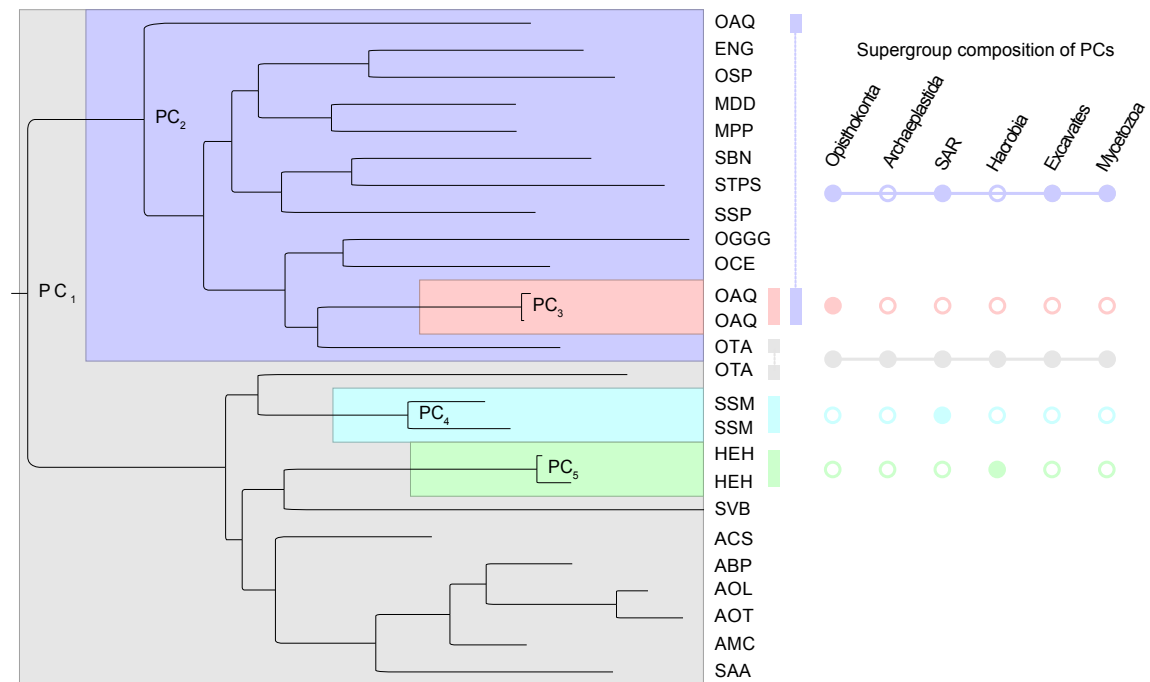 OAQ
ENG
Supergroup composition of PCs
OSP
MDD
PC2
MPP
Opisthokonta
Archaeplastida
SAR
Hacrobia
Excavates
Mycetozoa
SBN
STPS
SSP
OGGG
OCE
PC1
OAQ
PC3
OAQ
OTA
OTA
SSM
PC4
SSM
HEH
PC5
HEH
SVB
ACS
ABP
AOL
AOT
AMC
SAA